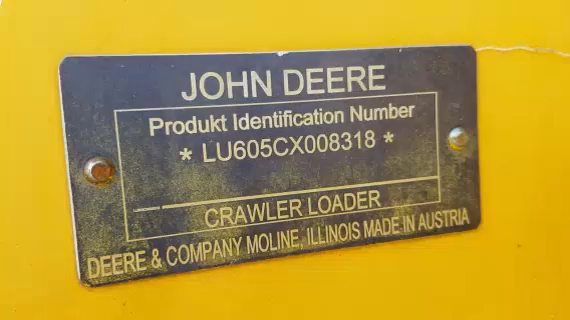 JOHN DEERE
Produkt Identification Number
* LU605CX008318 *
CRAWLER LOADER
DEERE & COMPANY MOLINE, ILLINOIS MADE IN AUSTRIA